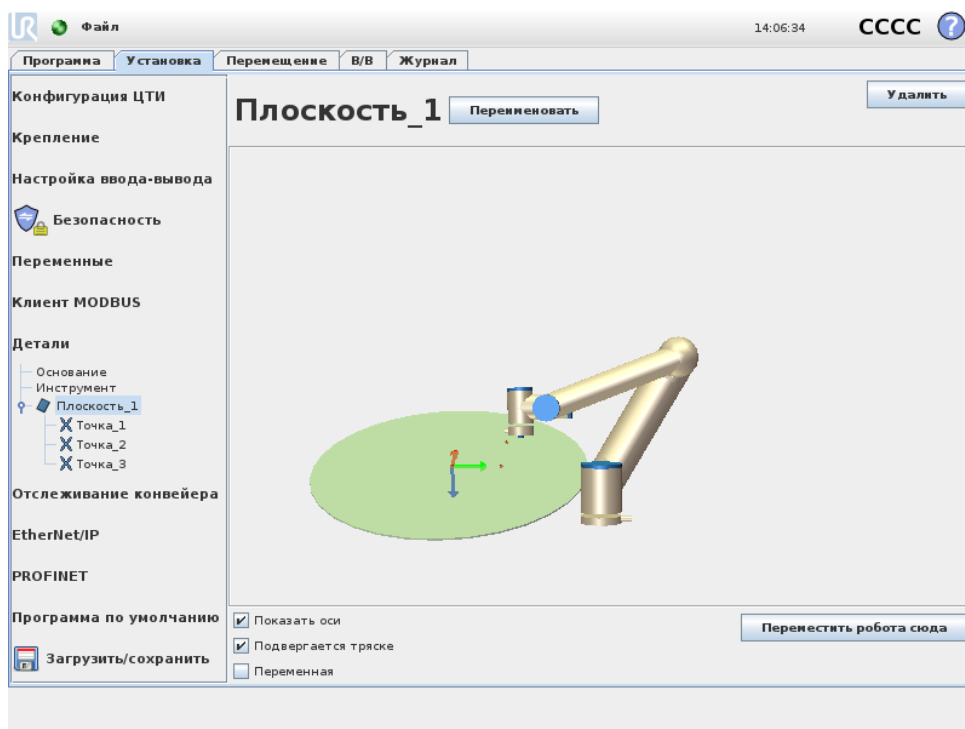 UR Файл 14:06:34 CCCC ?
Программа Установка Перемещение В/В Журнал
Конфигурация ЦТИ
Крепление
Настройка ввода-вывода
Безопасность
Переменные
Клиент MODBUS
Детали
Основание
Инструмент
Плоскость_1
Точка_1
Точка_2
Точка_3
Отслеживание конвейера
EtherNet/IP
PROFINET
Программа по умолчанию
Загрузить/сохранить
Плоскость_1 Переименовать Удалить
Показать оси
Подвергается тряске
Переменная
Переместить робота сюда